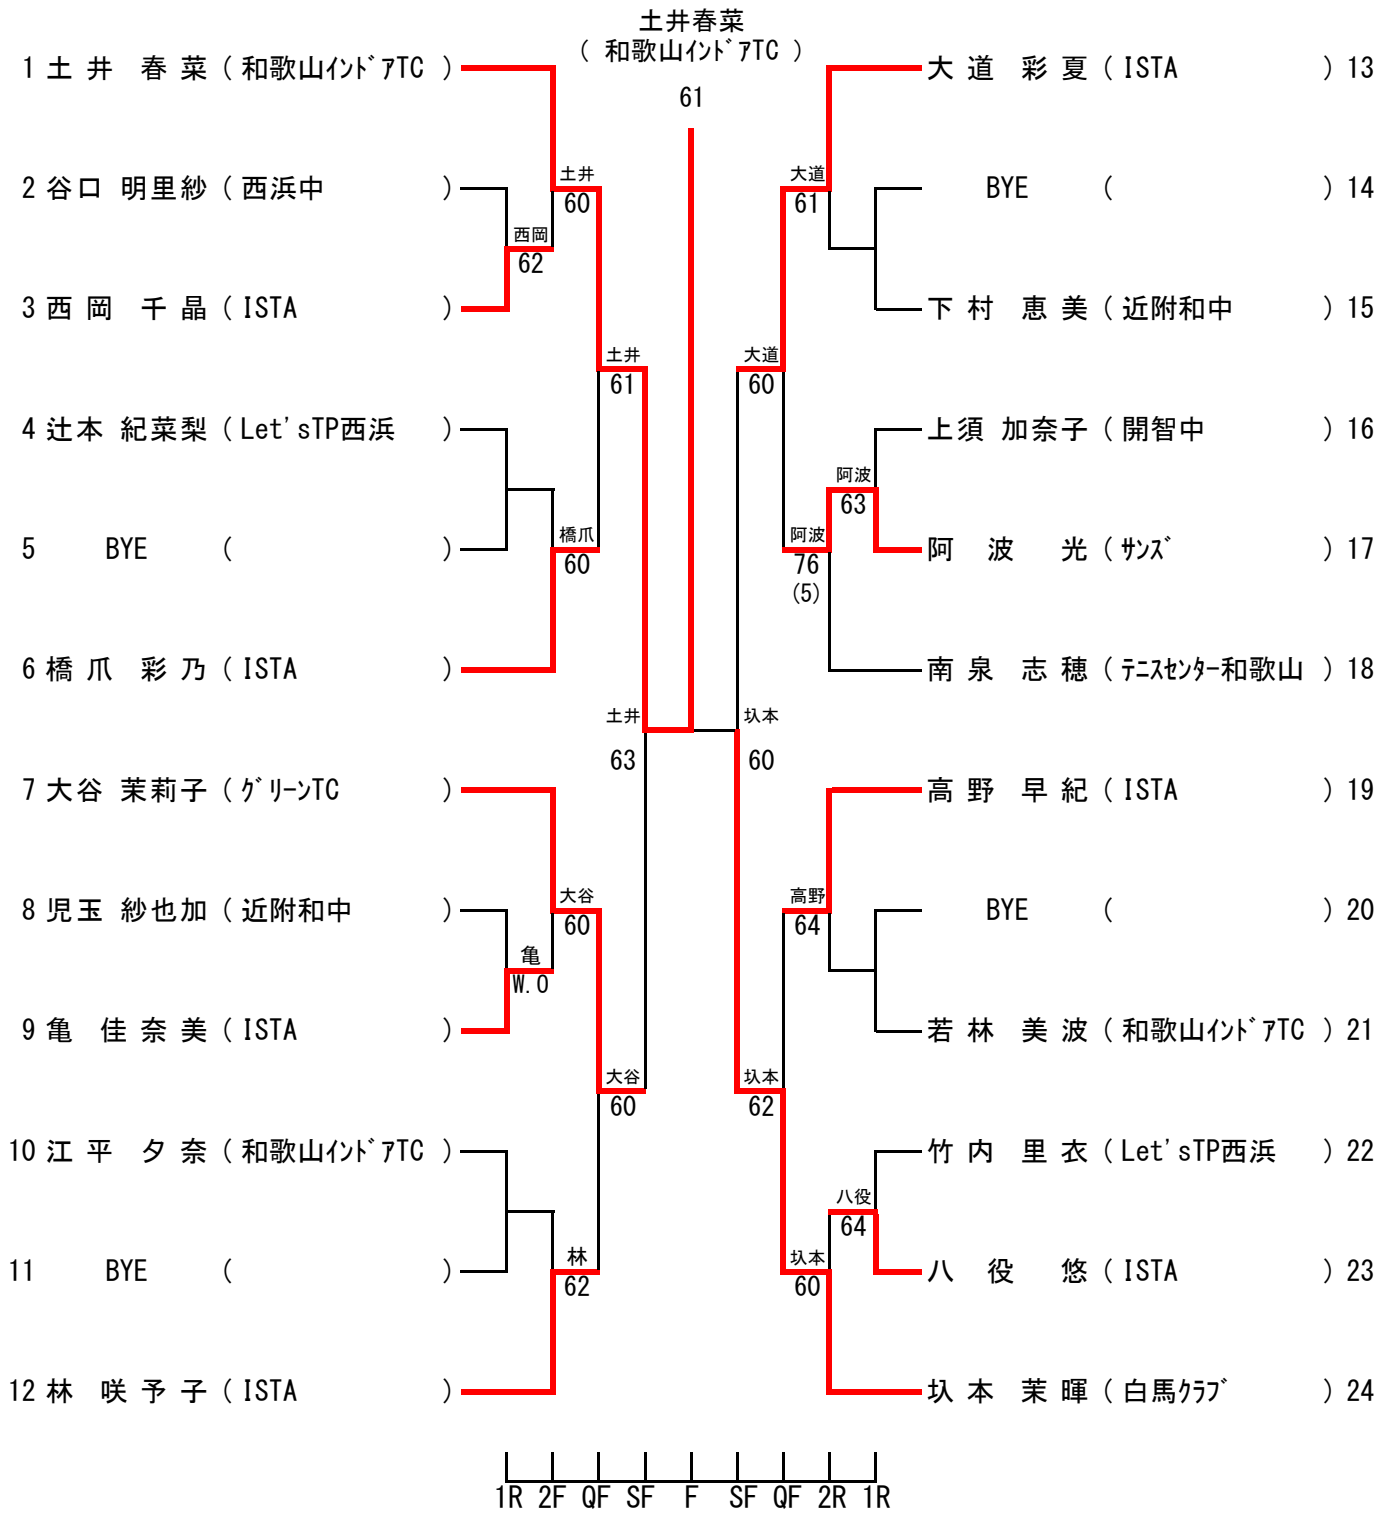 土井春菜
( 和歌山インドアTC )
61
1 土井 春菜 ( 和歌山インドアTC )
2 谷口 明里紗 ( 西浜中 )
3 西岡 千晶 ( ISTA )
4 辻本 紀菜梨 ( Let'sTP西浜 )
5 BYE ( )
6 橋爪 彩乃 ( ISTA )
7 大谷 茉莉子 ( グリーンTC )
8 児玉 紗也加 ( 近附和中 )
9 亀 佳奈美 ( ISTA )
10 江平 夕奈 ( 和歌山インドアTC )
11 BYE ( )
12 林 咲予子 ( ISTA )
西岡
62
土井
60
橋爪
60
土井
61
亀
W.O
大谷
60
林
62
大谷
60
土井
63
大道 彩夏 ( ISTA ) 13
BYE ( ) 14
下村 恵美 ( 近附和中 ) 15
上須 加奈子 ( 開智中 ) 16
阿波 光 ( サンズ ) 17
南泉 志穂 ( テニスセンター和歌山 ) 18
高野 早紀 ( ISTA ) 19
BYE ( ) 20
若林 美波 ( 和歌山インドアTC ) 21
竹内 里衣 ( Let'sTP西浜 ) 22
八役 悠 ( ISTA ) 23
圦本 茉暉 ( 白馬クラブ ) 24
大道
61
阿波
63
阿波
76
(5)
大道
60
高野
64
八役
64
圦本
60
圦本
62
圦本
60
1R 2F QF SF F SF QF 2R 1R